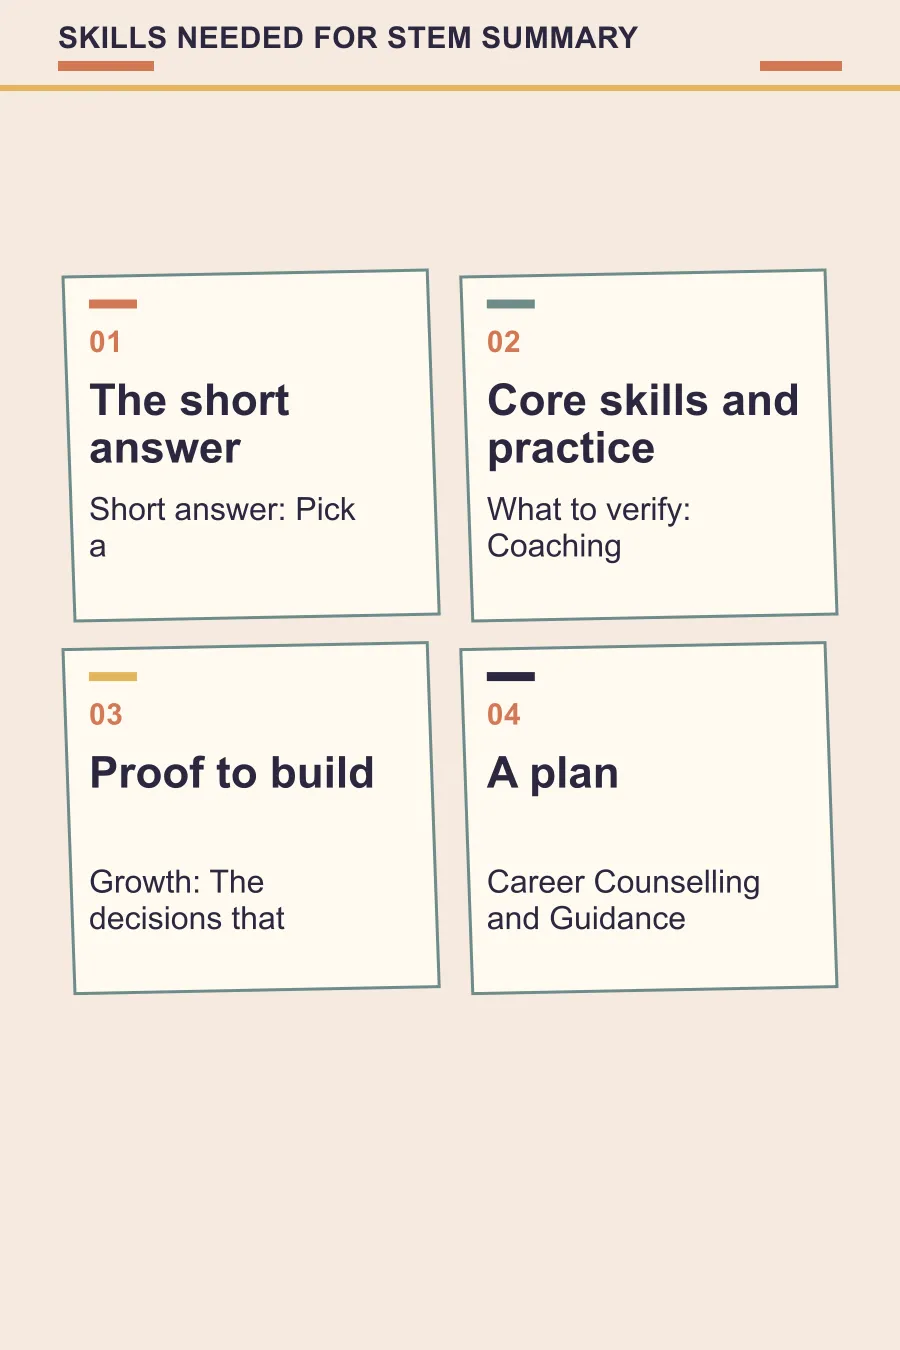 SKILLS NEEDED FOR STEM SUMMARY
01
The short
answer
Short answer: Pick
a
02
Core skills and
practice
What to verify:
Coaching
03
Proof to build
Growth: The
decisions that
04
A plan
Career Counselling
and Guidance